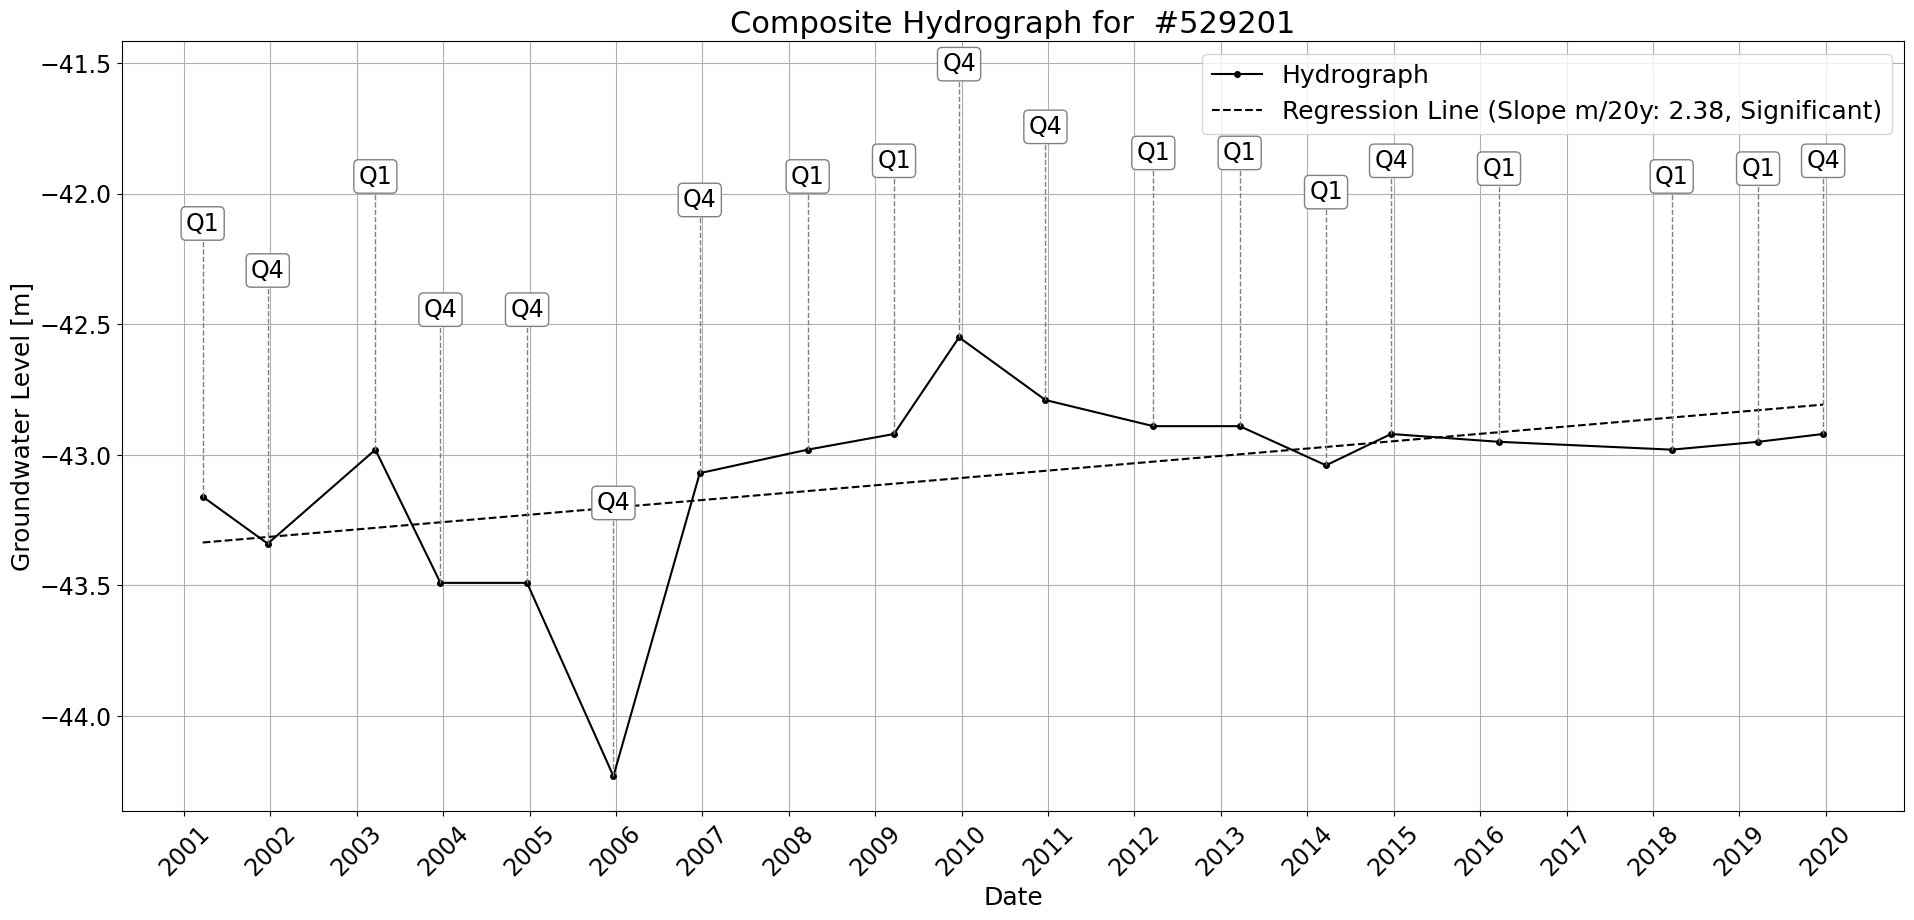 Composite Hydrograph for  #529201
Hydrograph
Regression Line (Slope m/20y: 2.38, Significant)
Groundwater Level [m]
−41.5
−42.0
−42.5
−43.0
−43.5
−44.0
Q1
Q4
Q1
Q4
Q4
Q4
Q4
Q1
Q1
Q4
Q4
Q1
Q1
Q1
Q4
Q1
Q1
Q1
Q4
2001
2002
2003
2004
2005
2006
2007
2008
2009
2010
2011
2012
2013
2014
2015
2016
2017
2018
2019
2020
Date